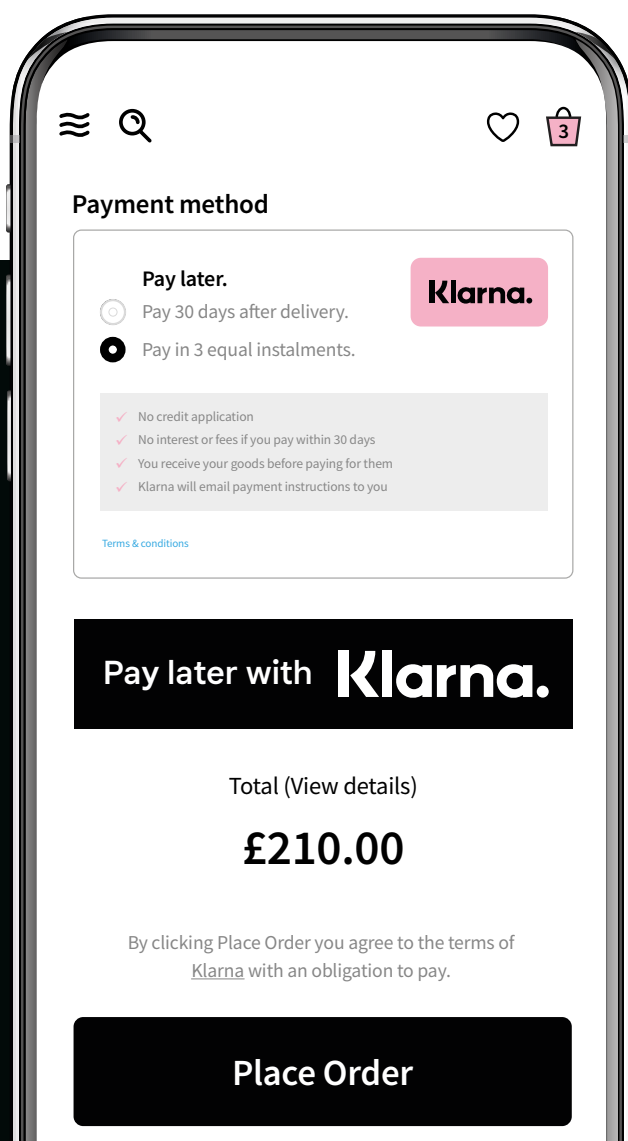 3
Payment method
Pay later.
Klarna.
Pay 30 days after delivery.
Pay in 3 equal instalments.
No credit application
No interest or fees if you pay within 30 days
You receive your goods before paying for them
Klarna will email payment instructions to you
Terms & conditions
Pay later with Klarna.
Total (View details)
£210.00
By clicking Place Order you agree to the terms of
Klarna with an obligation to pay.
Place Order